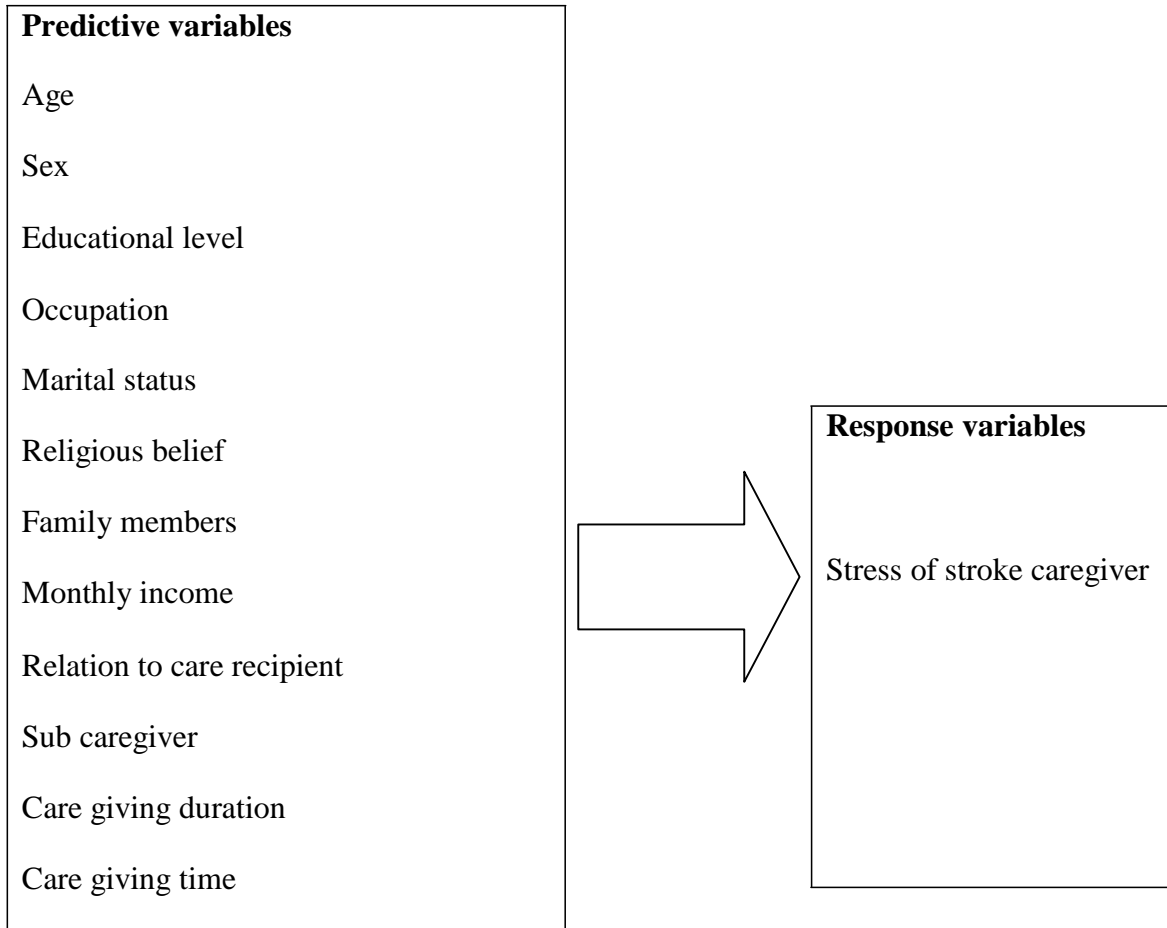 Predictive variables
Age
Sex
Educational level
Occupation
Marital status
Religious belief
Family members
Monthly income
Relation to care recipient
Sub caregiver
Care giving duration
Care giving time
Response variables
Stress of stroke caregiver